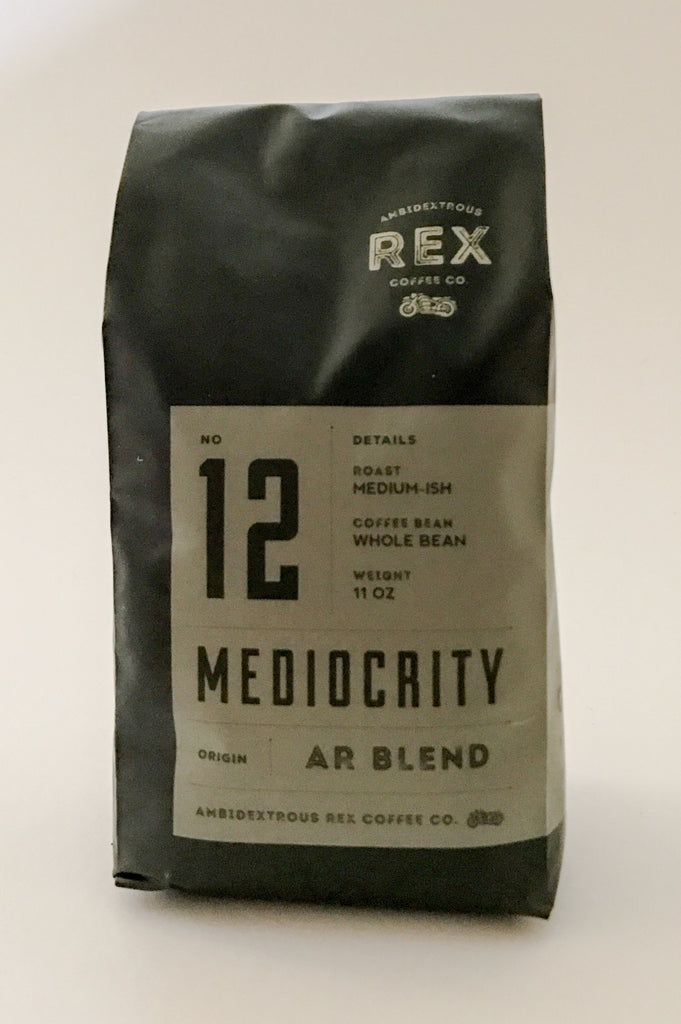 AMBIDEXTROUS
REX
COFFEE CO.
NO
12
DETAILS
ROAST
MEDIUM-ISH
COFFEE BEAN
WHOLE BEAN
WEIGHT
11 OZ
MEDIOCRITY
ORIGIN
AR BLEND
AMBIDEXTROUS REX COFFEE CO.